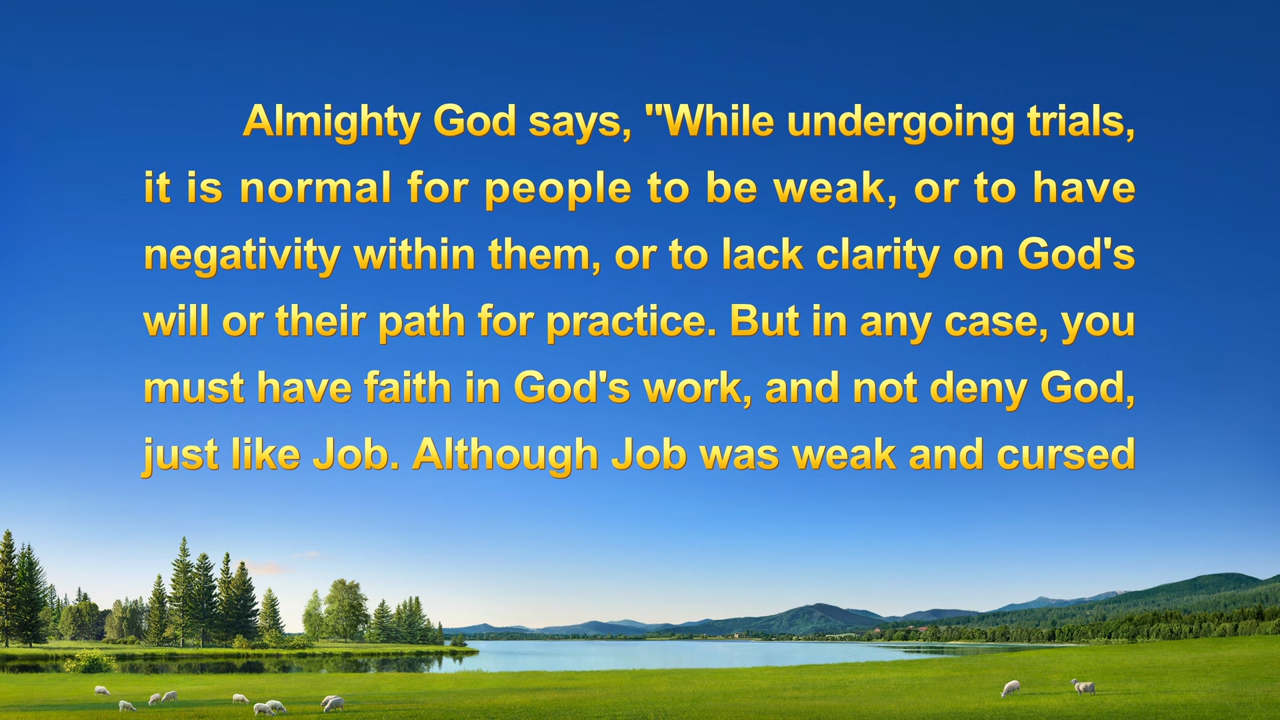 Almighty God says, "While undergoing trials,
it is normal for people to be weak, or to have
negativity within them, or to lack clarity on God's
will or their path for practice. But in any case, you
must have faith in God's work, and not deny God,
just like Job. Although Job was weak and cursed